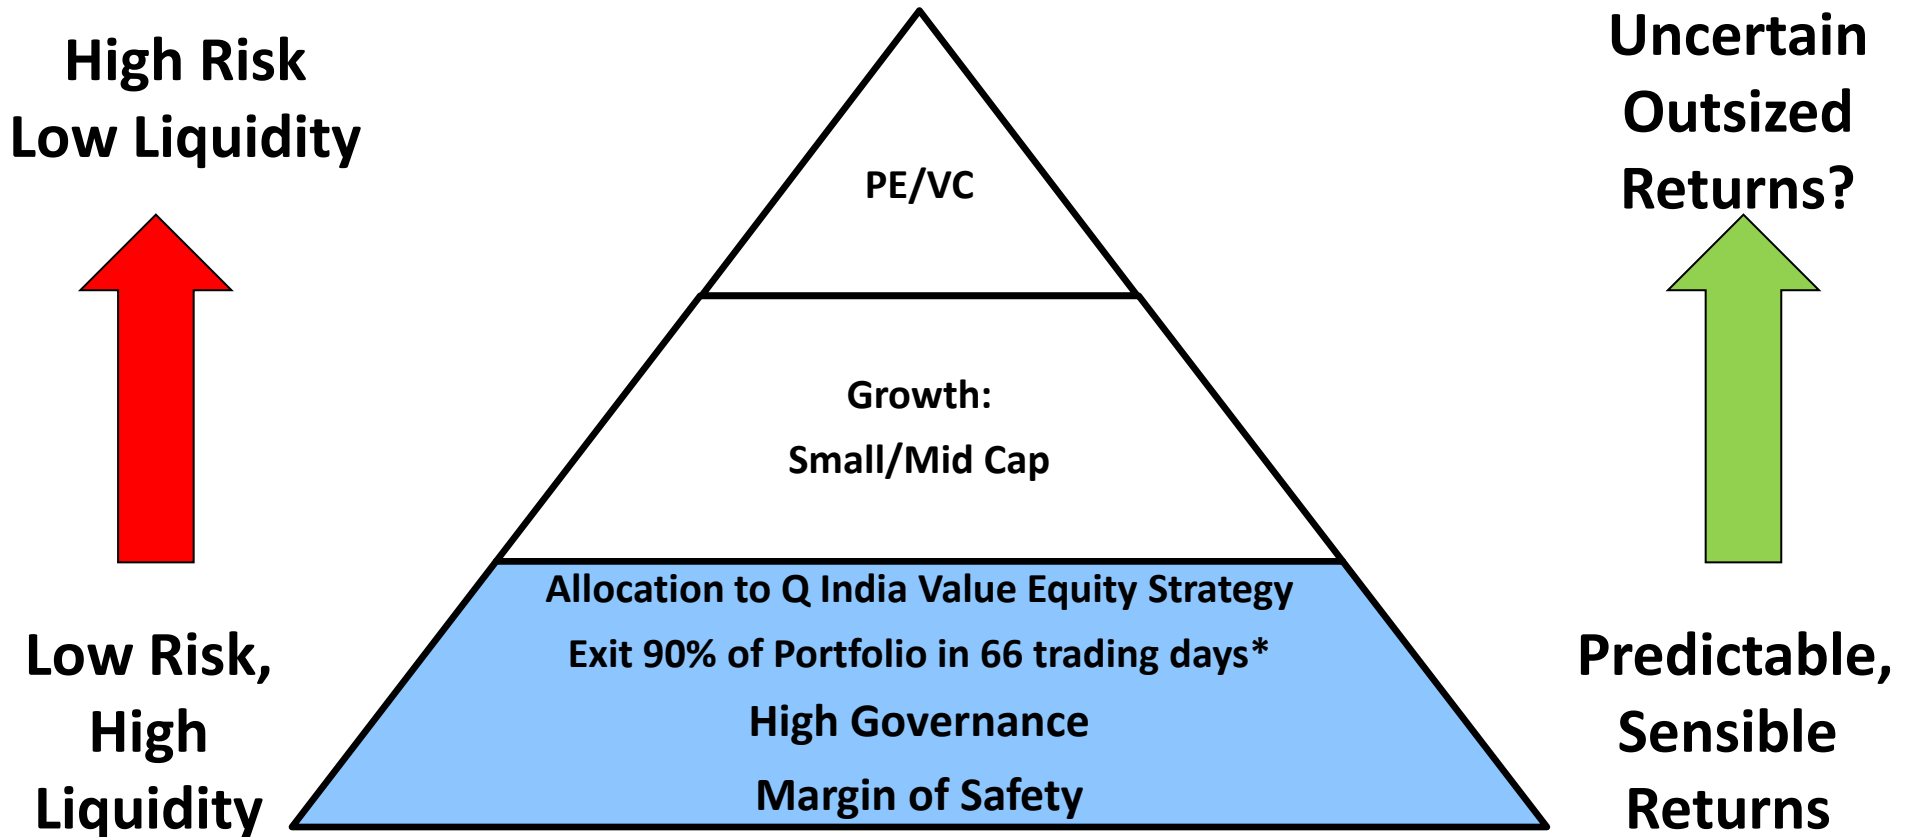 High Risk
Low Liquidity
Uncertain
Outsized
Returns?
PE/VC
Growth:
Small/Mid Cap
Allocation to Q India Value Equity Strategy
Exit 90% of Portfolio in 66 trading days*
High Governance
Margin of Safety
Low Risk,
High
Liquidity
Predictable,
Sensible
Returns